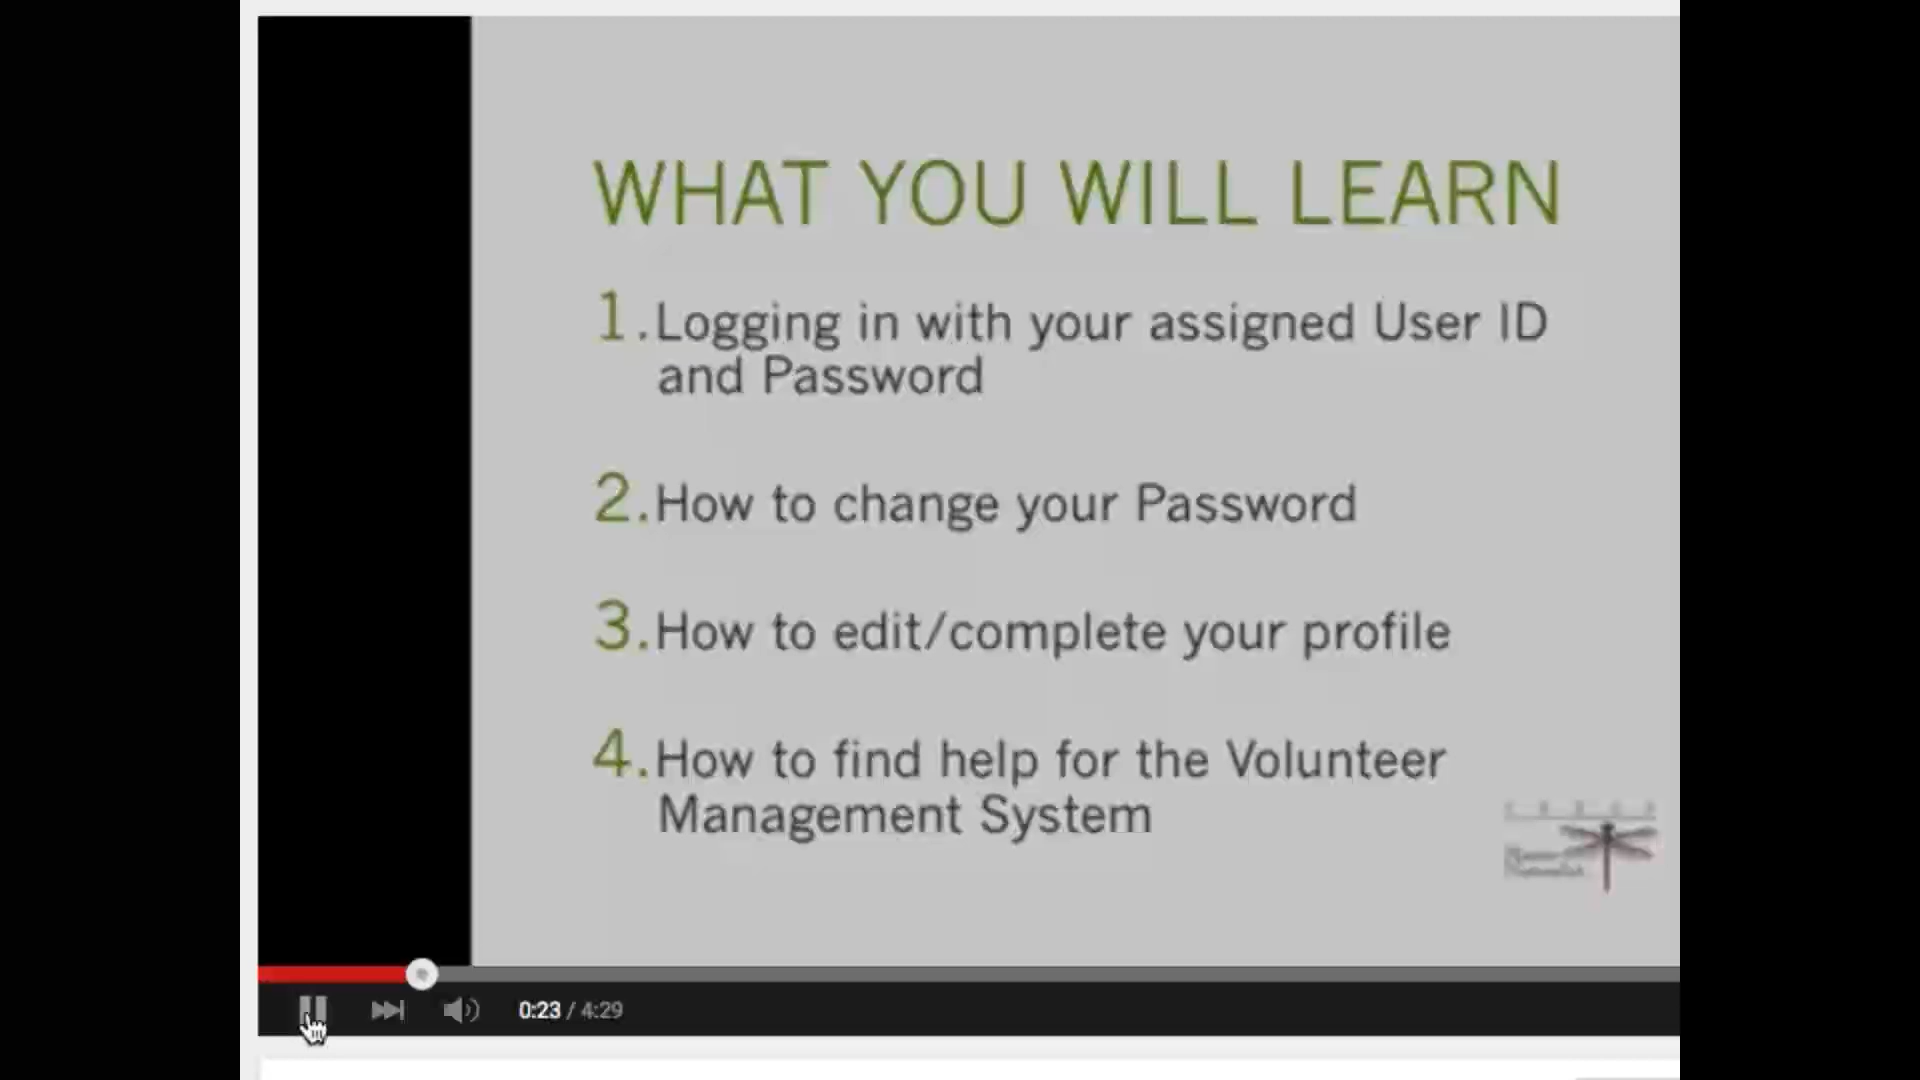 WHAT YOU WILL LEARN
1. Logging in with your assigned User ID
and Password
2. How to change your Password
3. How to edit/complete your profile
4. How to find help for the Volunteer
Management System
0:23 / 4:29